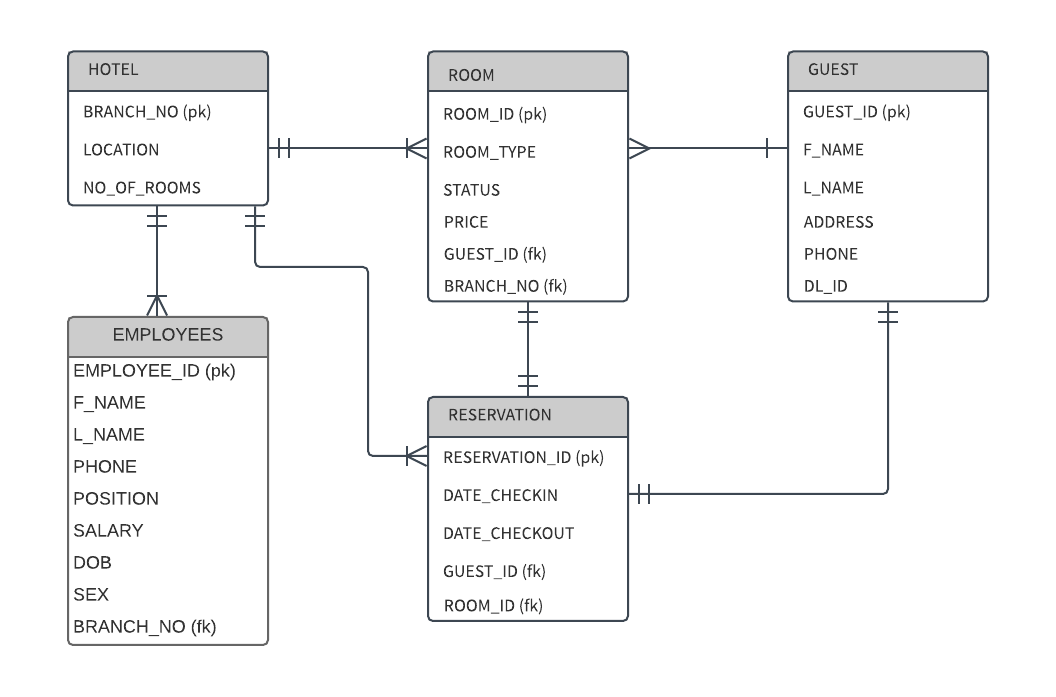 HOTEL
BRANCH_NO (pk)
LOCATION
NO_OF_ROOMS
ROOM
ROOM_ID (pk)
ROOM_TYPE
STATUS
PRICE
GUEST_ID (fk)
BRANCH_NO (fk)
GUEST
GUEST_ID (pk)
F_NAME
L_NAME
ADDRESS
PHONE
DL_ID
EMPLOYEES
EMPLOYEE_ID (pk)
F_NAME
L_NAME
PHONE
POSITION
SALARY
DOB
SEX
BRANCH_NO (fk)
RESERVATION
RESERVATION_ID (pk)
DATE_CHECKIN
DATE_CHECKOUT
GUEST_ID (fk)
ROOM_ID (fk)